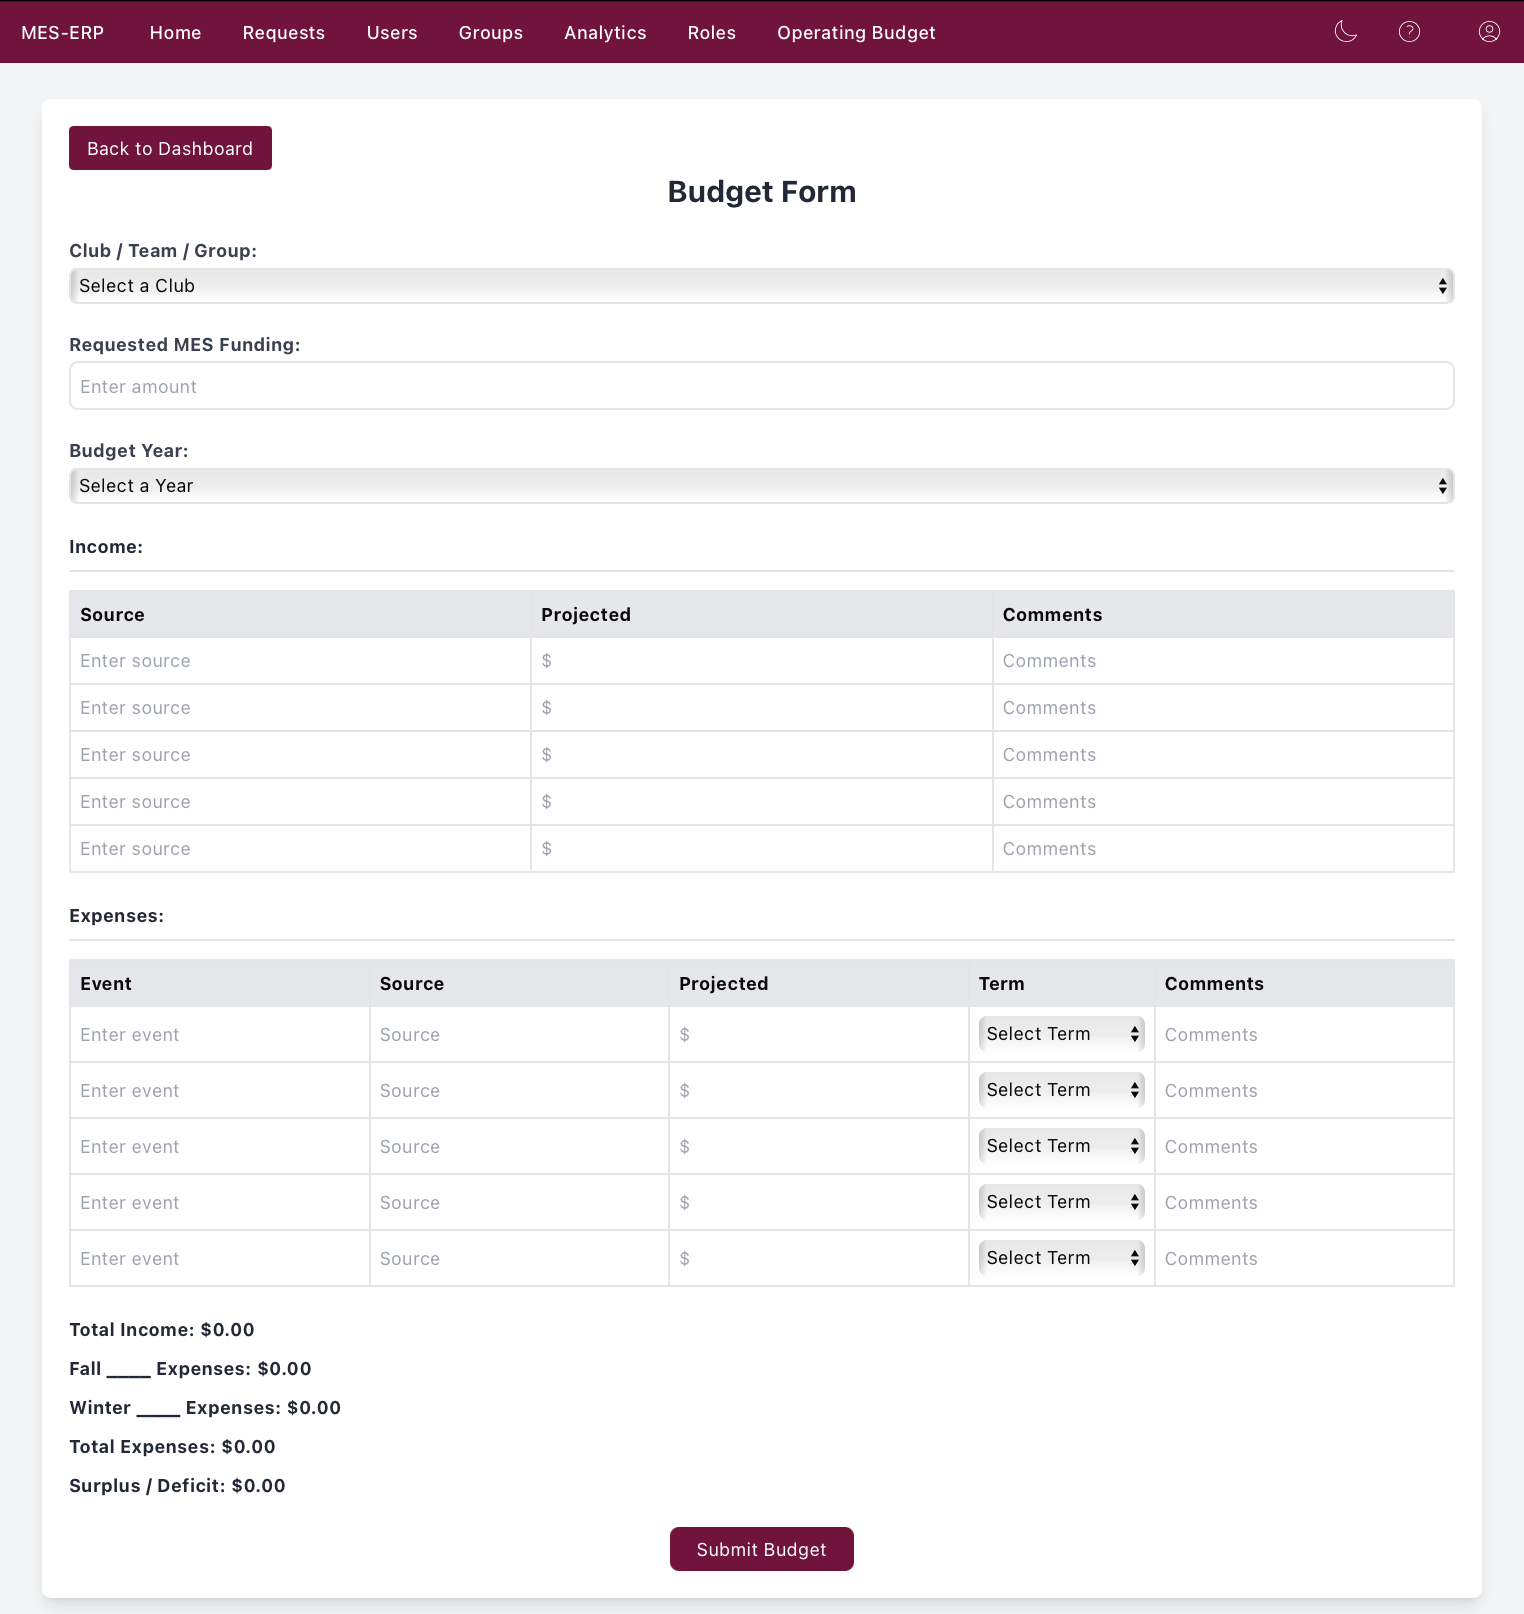 MES-ERP Home Requests Users Groups Analytics Roles Operating Budget ?
Back to Dashboard
Budget Form
Club / Team / Group:
Select a Club
Requested MES Funding:
Enter amount
Budget Year:
Select a Year
Income:
Source Projected Comments
Enter source $ Comments
Enter source $ Comments
Enter source $ Comments
Enter source $ Comments
Enter source $ Comments
Expenses:
Event Source Projected Term Comments
Enter event Source $ Select Term Comments
Enter event Source $ Select Term Comments
Enter event Source $ Select Term Comments
Enter event Source $ Select Term Comments
Enter event Source $ Select Term Comments
Total Income: $0.00
Fall _____ Expenses: $0.00
Winter _____ Expenses: $0.00
Total Expenses: $0.00
Surplus / Deficit: $0.00
Submit Budget